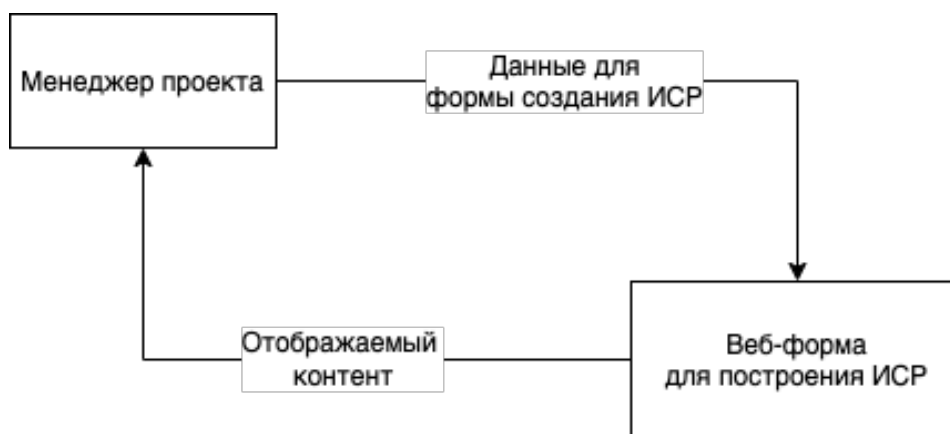 Менеджер проекта
Данные для
формы создания ИСР
Отображаемый
контент
Веб-форма
для построения ИСР